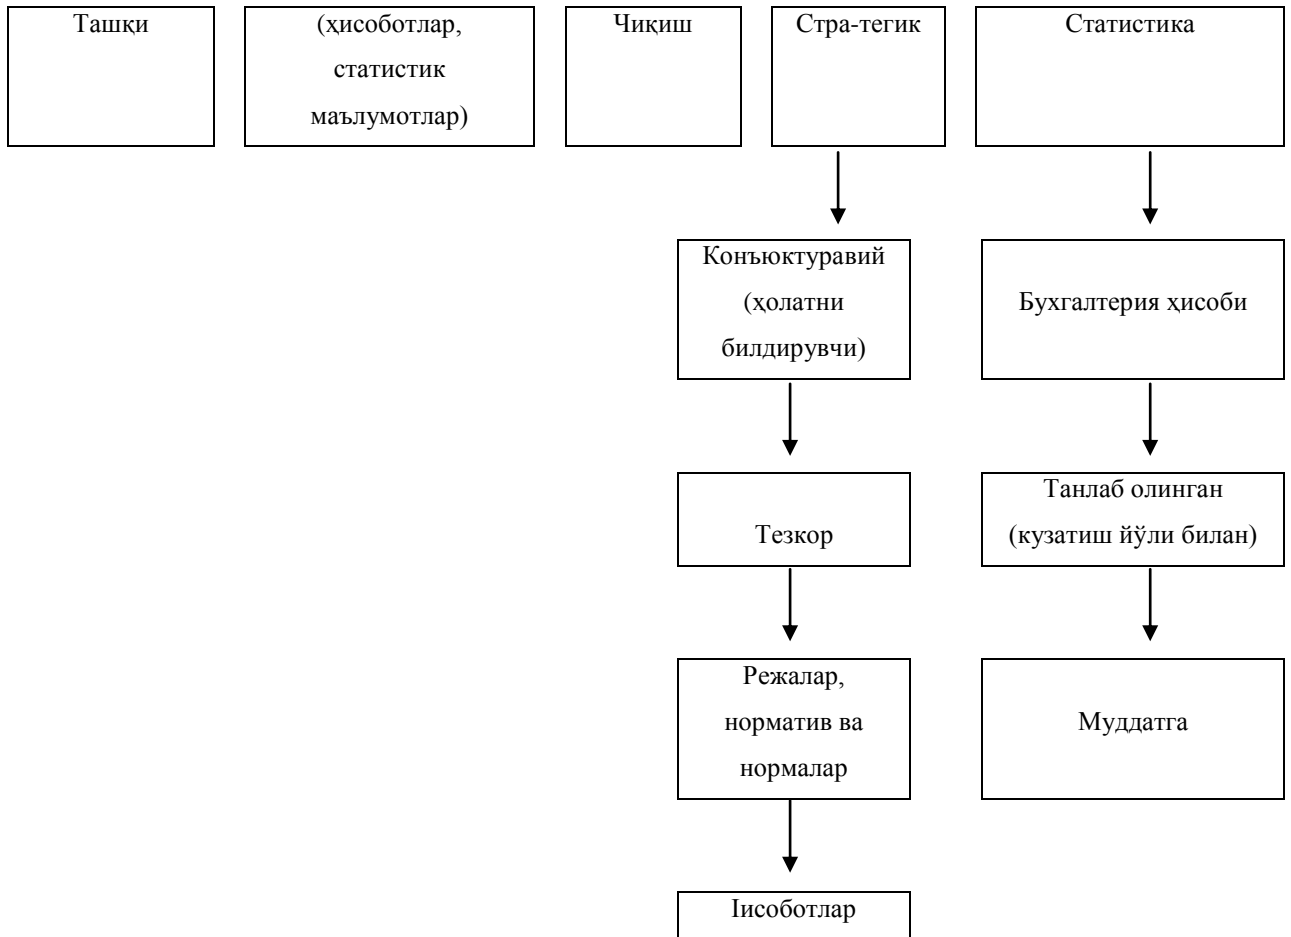 Ташқи
(ҳисоботлар,
статистик
маълумотлар)
Чиқиш
Стра-тегик
Статистика
Конъюктуравий
(ҳолатни
билдирувчи)
Бухгалтерия ҳисоби
Тезкор
Танлаб олинган
(кузатиш йўли билан)
Режалар,
норматив ва
нормалар
Муддатга
Іисоботлар